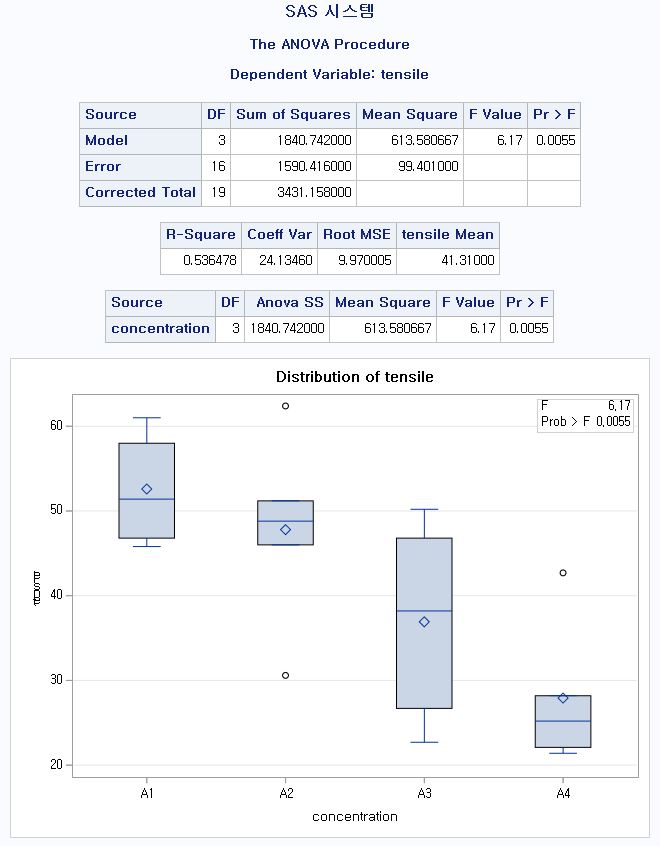 SAS 시스템
The ANOVA Procedure
Dependent Variable: tensile
Source DF Sum of Squares Mean Square F Value Pr > F
Model 3 1840.742000 613.580667 6.17 0.0055
Error 16 1590.416000 99.401000
Corrected Total 19 3431.158000
R-Square Coeff Var Root MSE tensile Mean
0.536478 24.13460 9.970005 41.31000
Source DF Anova SS Mean Square F Value Pr > F
concentration 3 1840.742000 613.580667 6.17 0.0055
Distribution of tensile
F 6.17
Prob > F 0.0055
60
50
40
30
20
A1 A2 A3 A4
concentration